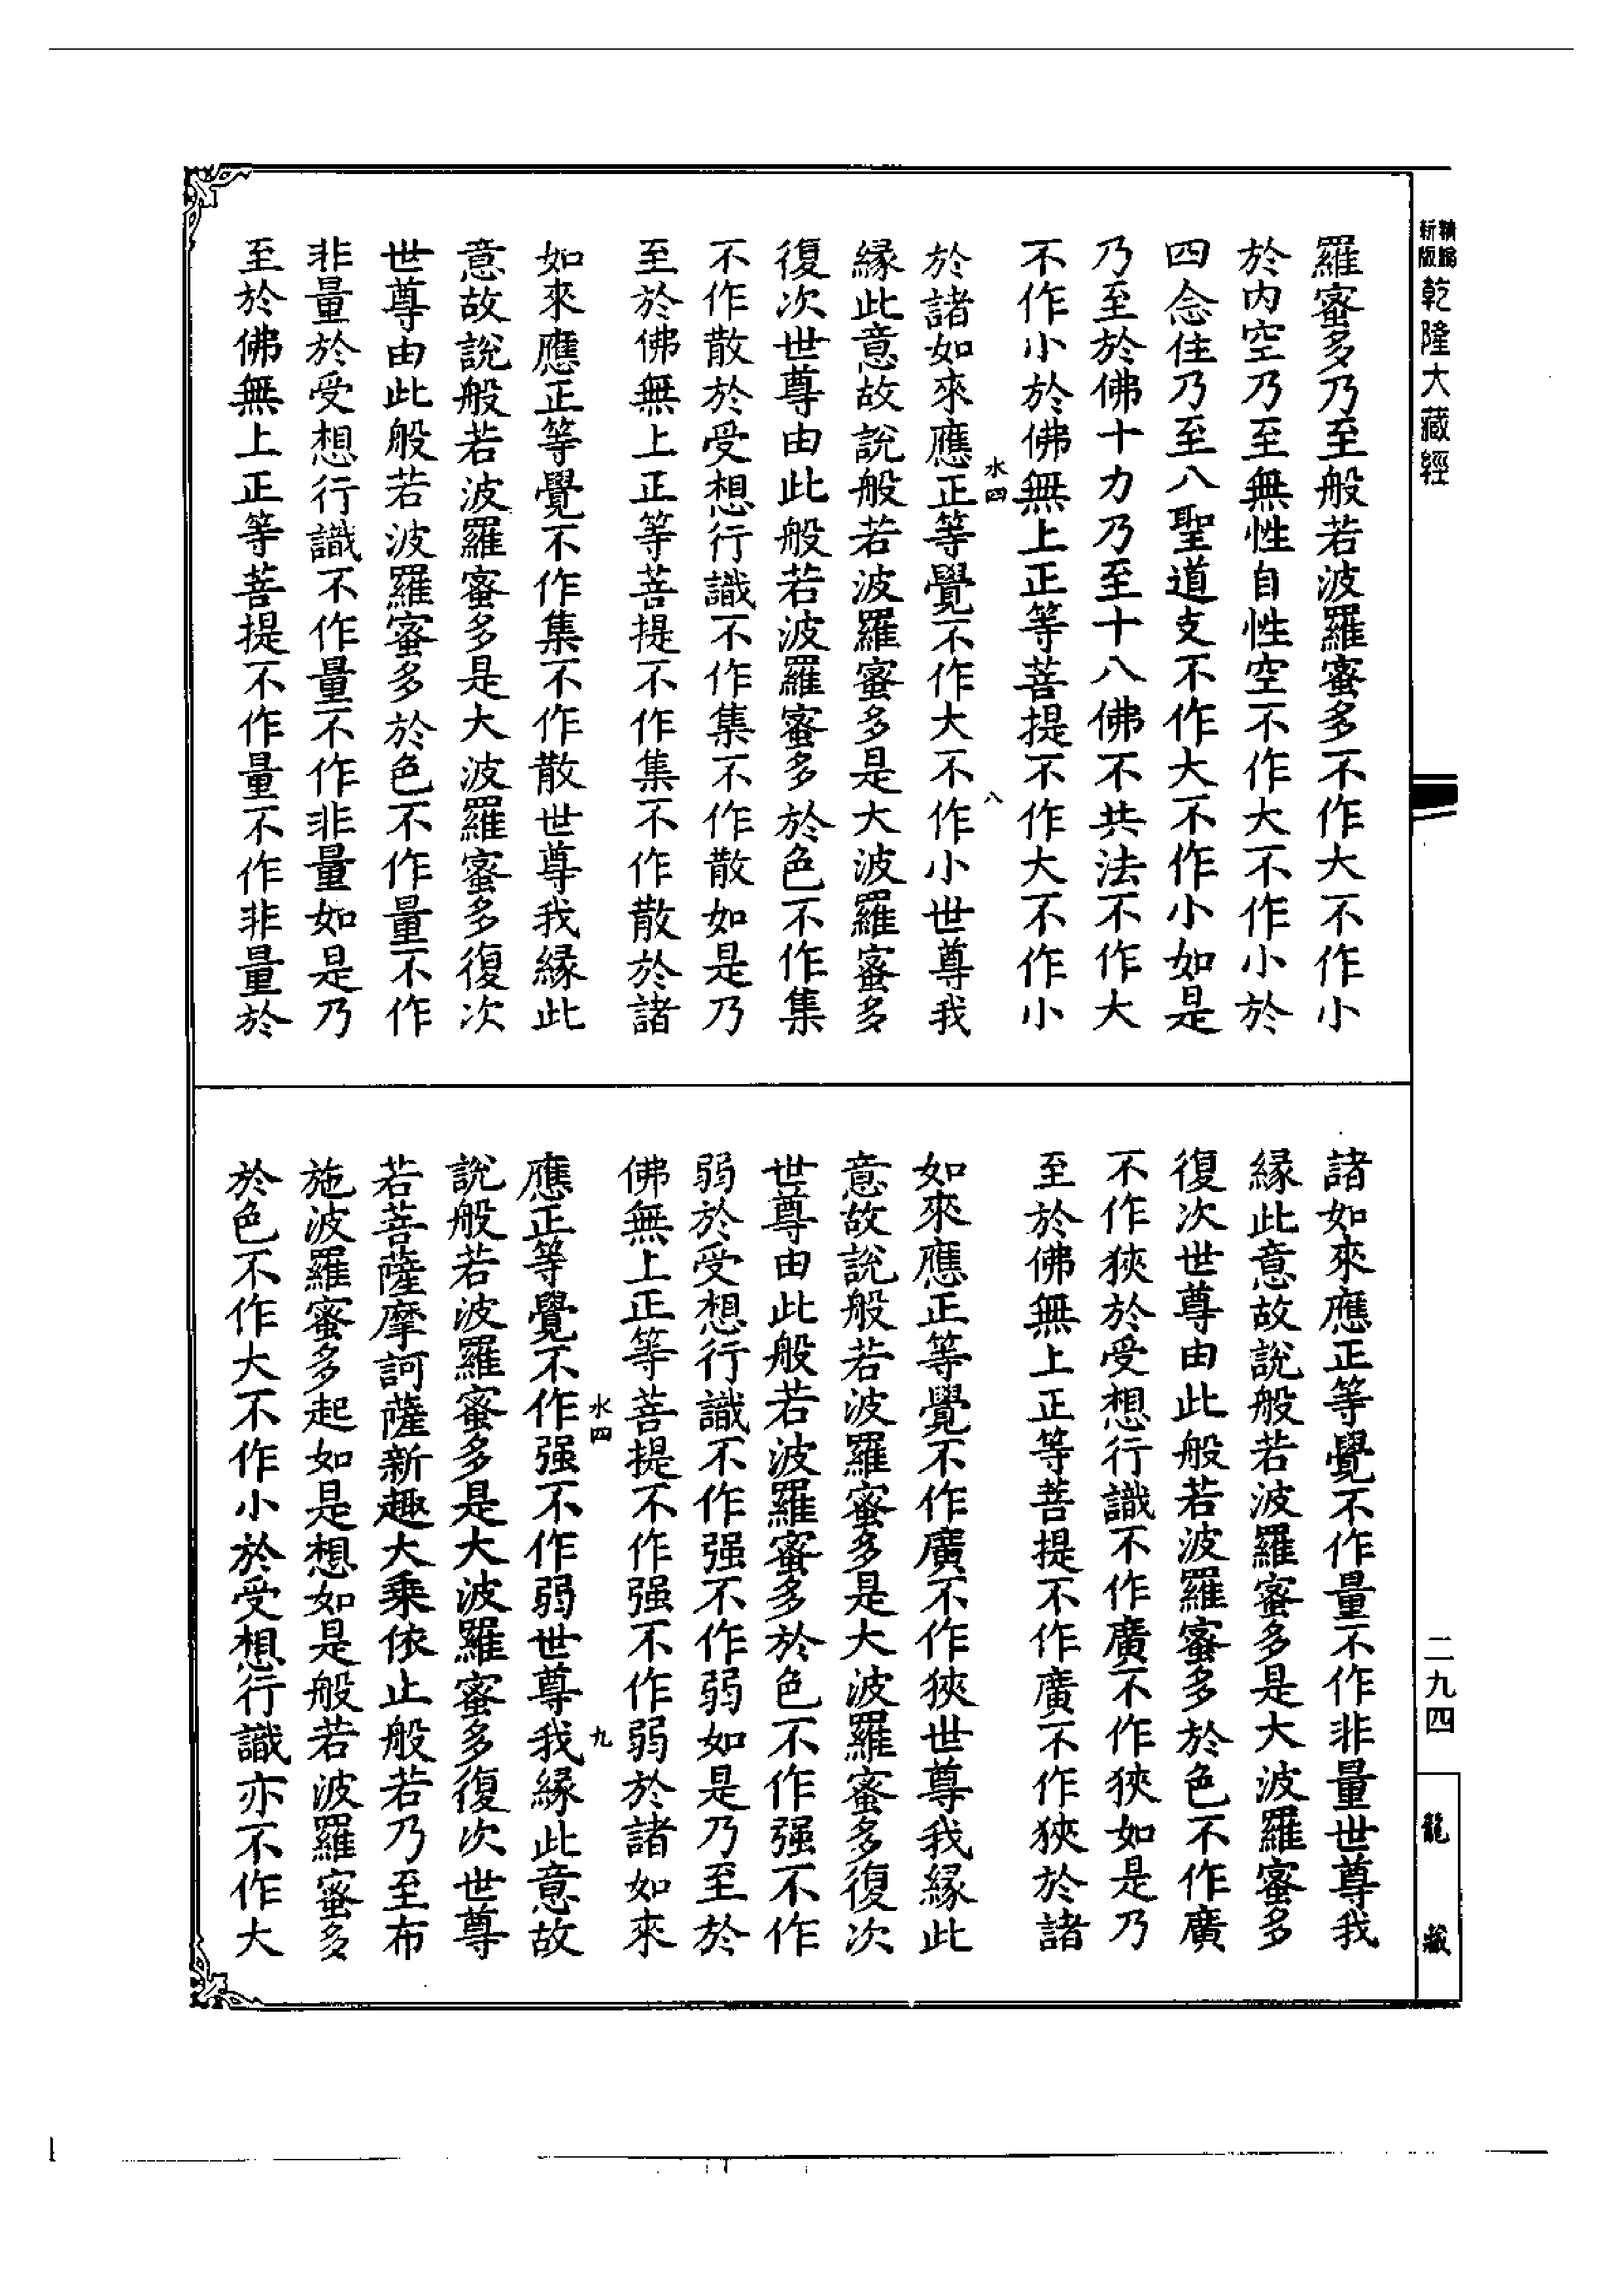 精縮
新版
乾隆大藏經
羅蜜多乃至般若波羅蜜多不作大不作小
於內空乃至無性自性空不作大不作小於
四念住乃至八聖道支不作大不作小如是
乃至於佛十力乃至十八佛不共法不作大
不作小於佛無上正等菩提不作大不作小
水四
八
於諸如來應正等覺不作大不作小世尊我
緣此意故說般若波羅蜜多是大波羅蜜多
復次世尊由此般若波羅蜜多於色不作集
不作散於受想行識不作集不作散如是乃
至於佛無上正等菩提不作集不作散於諸
如來應正等覺不作集不作散世尊我緣此
意故說般若波羅蜜多是大波羅蜜多復次
世尊由此般若波羅蜜多於色不作量不作
非量於受想行識不作量不作非量如是乃
至於佛無上正等菩提不作量不作非量於
諸如來應正等覺不作量不作非量世尊我
緣此意故說般若波羅蜜多是大波羅蜜多
復次世尊由此般若波羅蜜多於色不作廣
不作狹於受想行識不作廣不作狹如是乃
至於佛無上正等菩提不作廣不作狹於諸
如來應正等覺不作廣不作狹世尊我緣此
意故說般若波羅蜜多是大波羅蜜多復次
世尊由此般若波羅蜜多於色不作强不作
弱於受想行識不作强不作弱如是乃至於
佛無上正等菩提不作强不作弱於諸如來
水四
九
應正等覺不作强不作弱世尊我緣此意故
說般若波羅蜜多是大波羅蜜多復次世尊
若菩薩摩訶薩新趣大乘依止般若乃至布
施波羅蜜多起如是想如是般若波羅蜜多
於色不作大不作小於受想行識亦不作大
二九四
龍藏